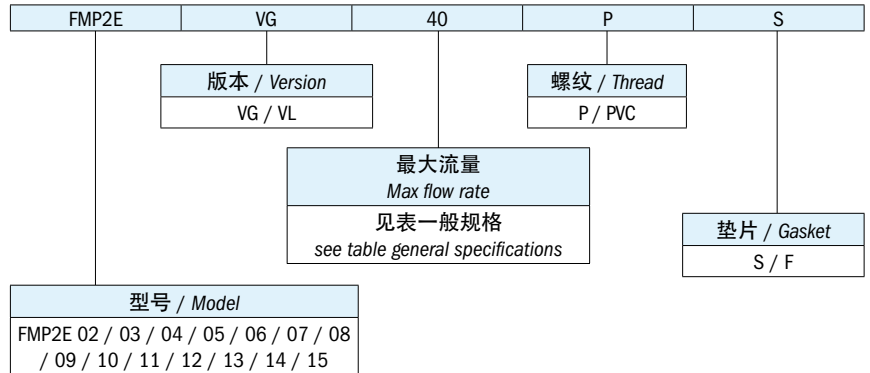 FMP2E VG 40 P S
版本 / Version
VG / VL
螺纹 / Thread
P / PVC
最大流量
Max flow rate
见表一般规格
see table general specifications
垫片 / Gasket
S / F
型号 / Model
FMP2E 02 / 03 / 04 / 05 / 06 / 07 / 08
/ 09 / 10 / 11 / 12 / 13 / 14 / 15